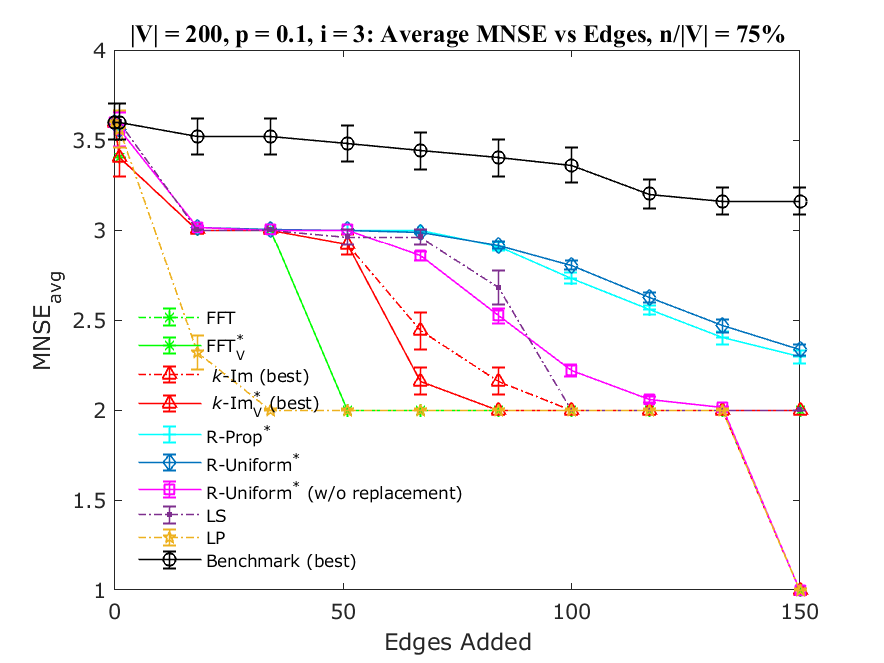 |V| = 200, p = 0.1, i = 3: Average MNSE vs Edges, n/|V| = 75%
4
3.5
3
2.5
2
1.5
1
MNSE_avg
FFT
FFT*_V
k-Im (best)
k-Im*_V (best)
R-Prop*
R-Uniform*
R-Uniform* (w/o replacement)
LS
LP
Benchmark (best)
0 50 100 150
Edges Added